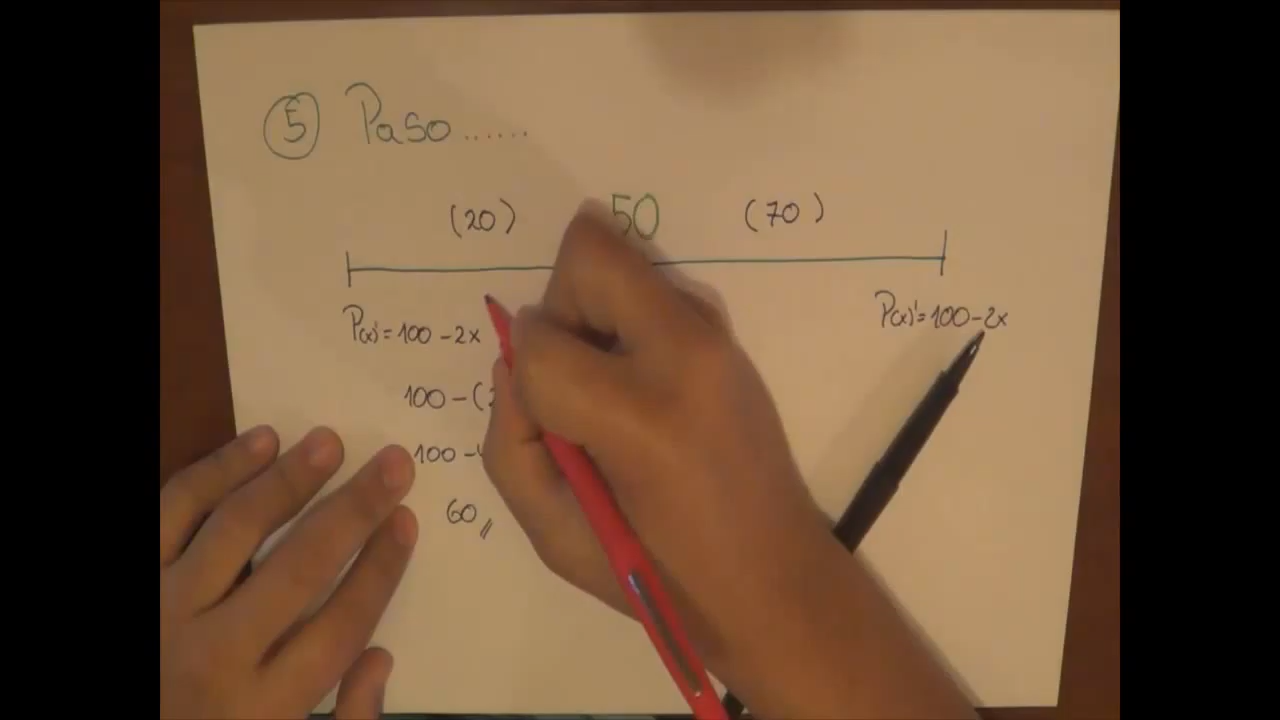 5 Paso......
(20) 50 (70)
P(x)'=100-2x P(x)'=100-2x
100-(
100-
60